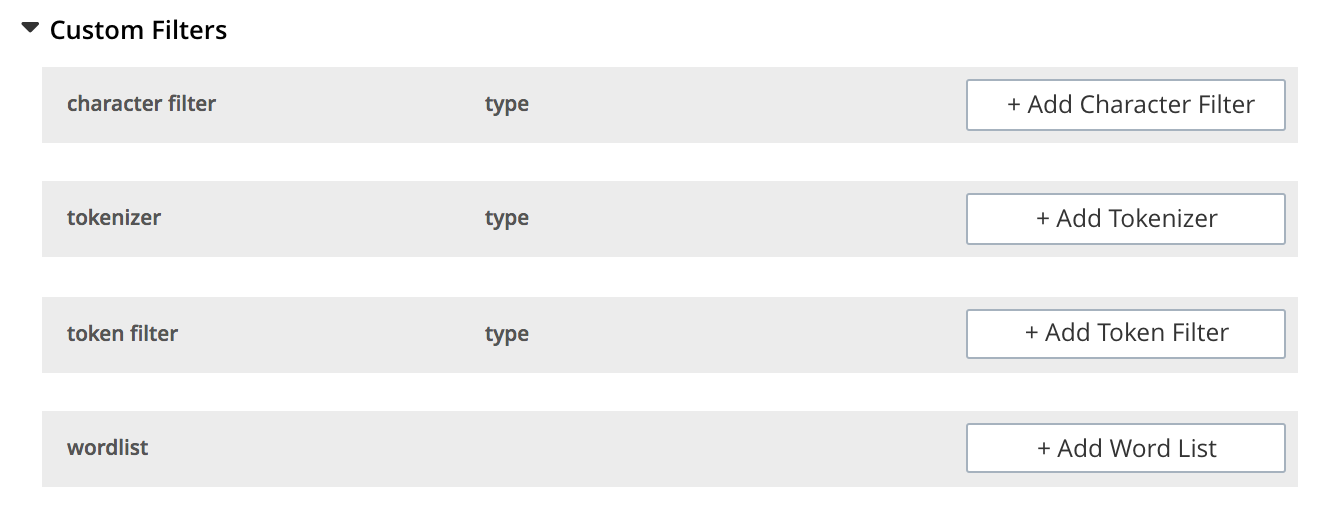 Custom Filters
character filter type + Add Character Filter
tokenizer type + Add Tokenizer
token filter type + Add Token Filter
wordlist + Add Word List